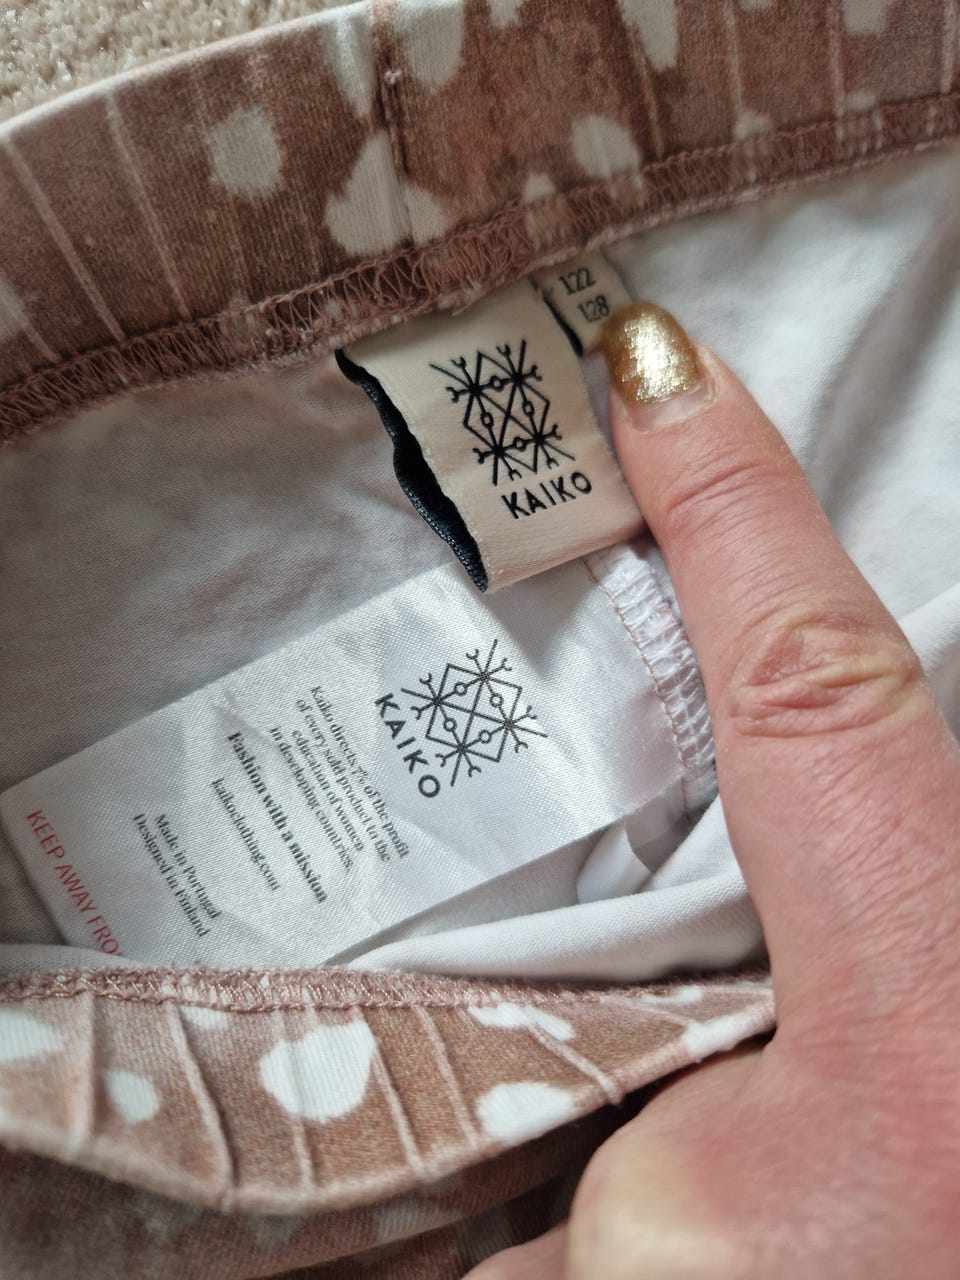 122
128
KAIKO
KAIKO
Kaiko directs 1% of the profit
of every sold product, to the
education of women
in developing countries.
Fashion with a mission
kaikoclothing.com
Made in Portugal
Designed in Finland
KEEP AWAY FRO